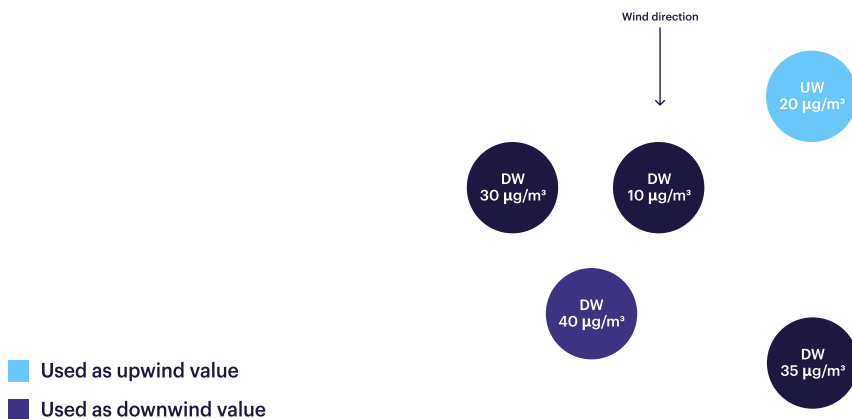 Wind direction
UW
20 µg/m³
DW
30 µg/m³
DW
10 µg/m³
DW
40 µg/m³
DW
35 µg/m³
Used as upwind value
Used as downwind value